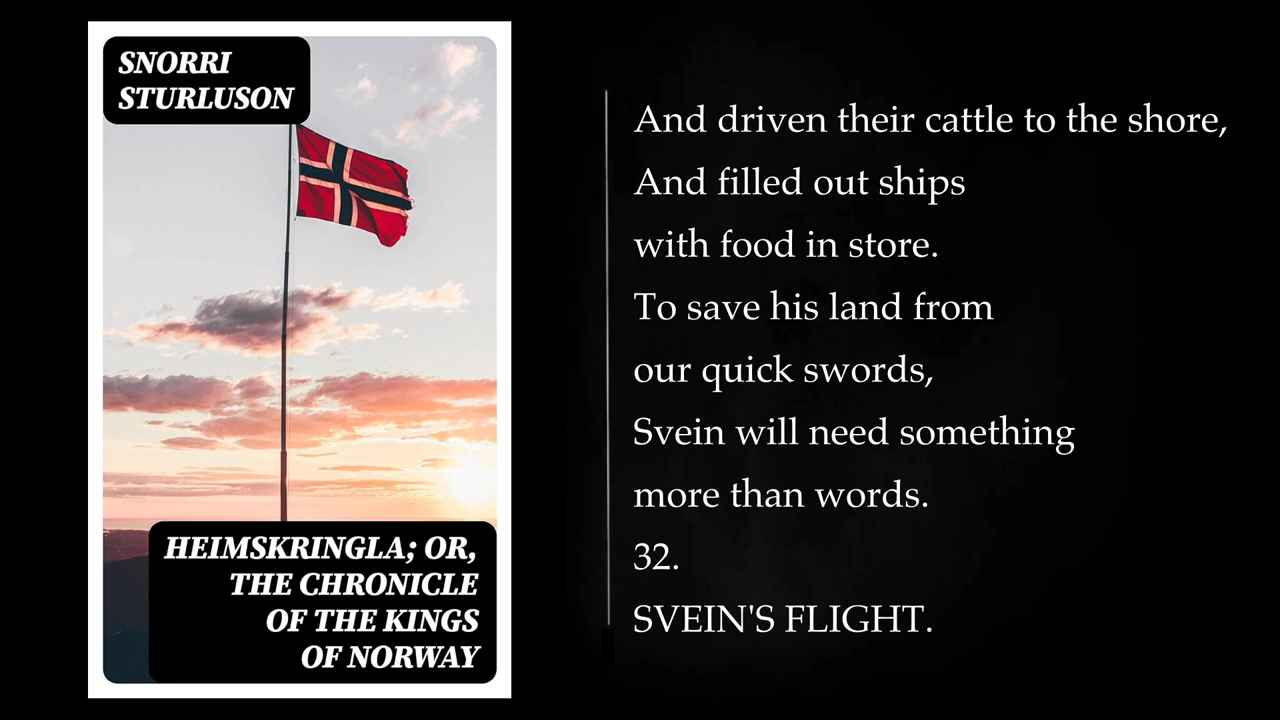 SNORRI
STURLUSON
HEIMSKRINGLA; OR,
THE CHRONICLE
OF THE KINGS
OF NORWAY
And driven their cattle to the shore,
And filled out ships
with food in store.
To save his land from
our quick swords,
Svein will need something
more than words.
32.
SVEIN'S FLIGHT.